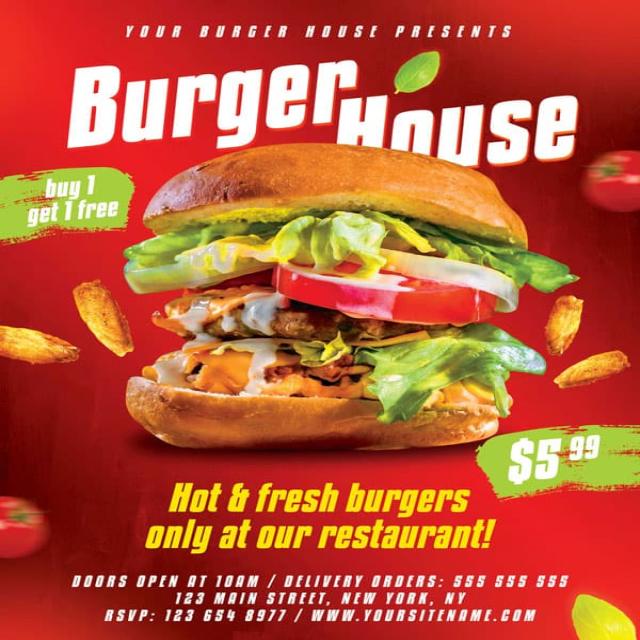 YOUR BURGER HOUSE PRESENTS
Burger
House
buy 1
get 1 free
$5 99
Hot & fresh burgers
only at our restaurant!
DOORS OPEN AT 10AM / DELIVERY ORDERS: 555 555 555
123 MAIN STREET, NEW YORK, NY
RSVP: 123 654 8977 / WWW.YOURSITENAME.COM